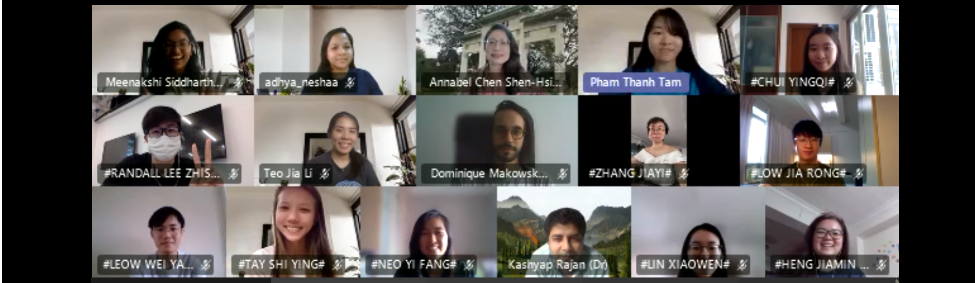 Meenakshi Siddharth...
adhya_neshaa
Annabel Chen Shen-Hsi...
Pham Thanh Tam
#CHUI YINGQI#
#RANDALL LEE ZHIS...
Teo Jia Li
Dominique Makowsk...
#ZHANG JIAYI#
#LOW JIA RONG#
#LEOW WEI YA...
#TAY SHI YING#
#NEO YI FANG#
Kashyap Rajan (Dr)
#LIN XIAOWEN#
#HENG JIAMIN ...